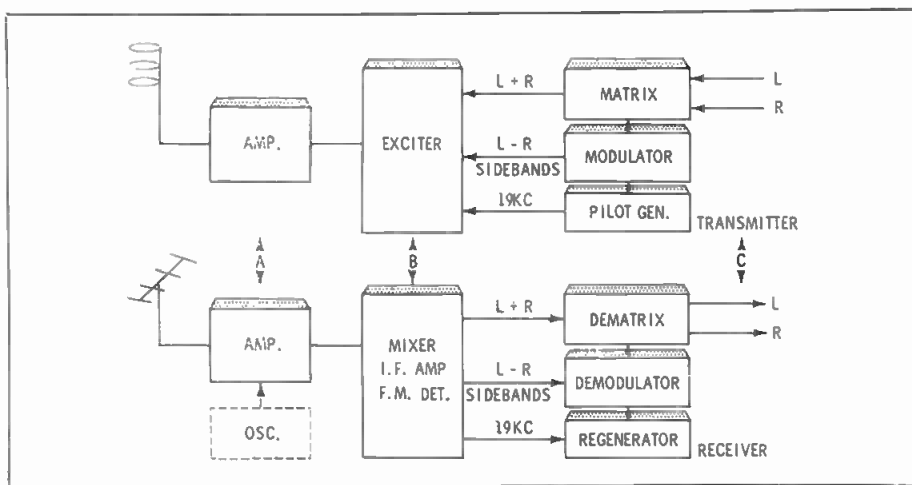 L + R
MATRIX
L
R
AMP.
EXCITER
L - R
SIDEBANDS
MODULATOR
19KC
PILOT GEN.
TRANSMITTER
A
B
C
AMP.
OSC.
MIXER
I.F. AMP
F.M. DET.
L + R
DEMATRIX
L
R
L - R
SIDEBANDS
DEMODULATOR
19KC
REGENERATOR
RECEIVER